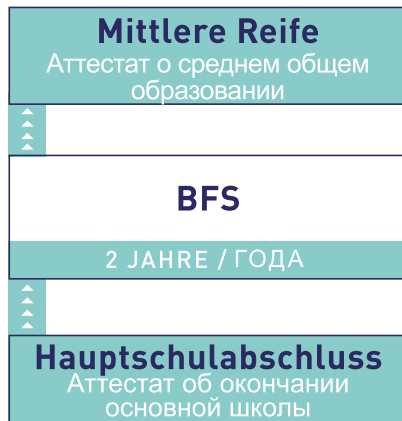 Mittlere Reife
Аттестат о среднем общем
образовании
BFS
2 JAHRE / ГОДА
Hauptschulabschluss
Аттестат об окончании
основной школы